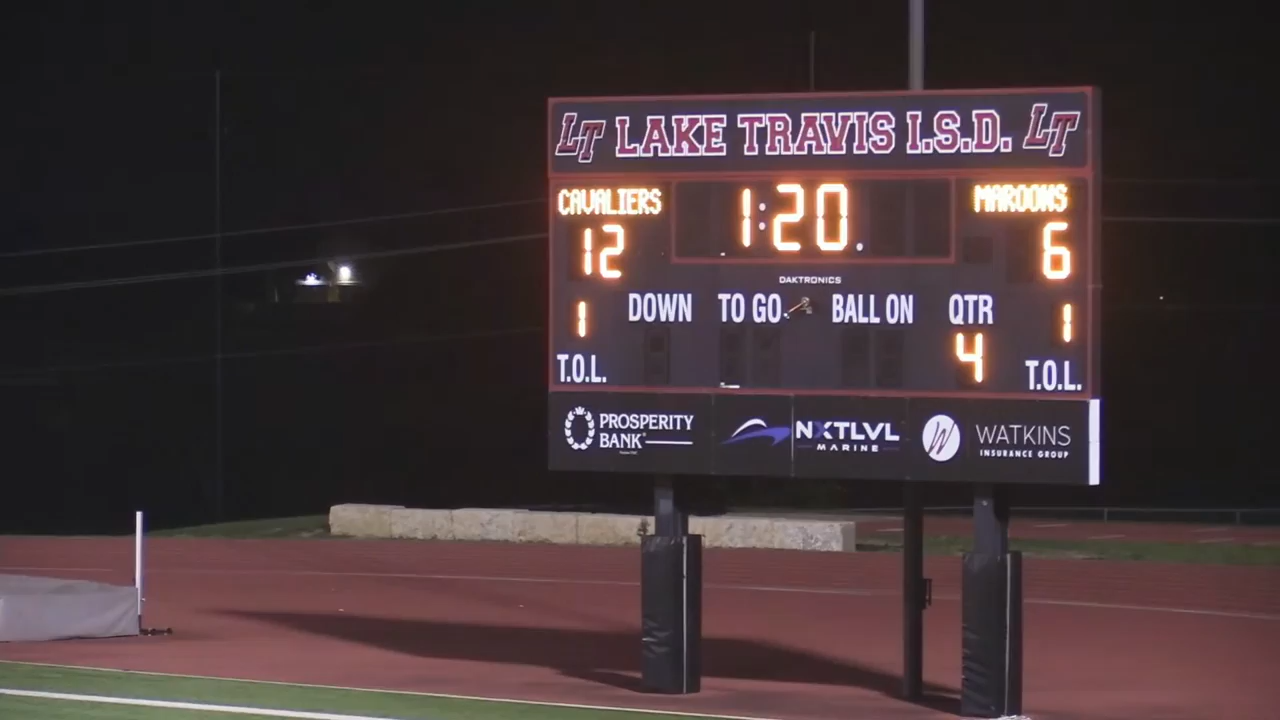 LT LAKE TRAVIS I.S.D. LT
CAVALIERS 1:20. MAROONS
12 6
DAKTRONICS
DOWN TO GO BALL ON QTR
1 1
4
T.O.L. T.O.L.
PROSPERITY BANK
NXTLVL MARINE
W WATKINS INSURANCE GROUP